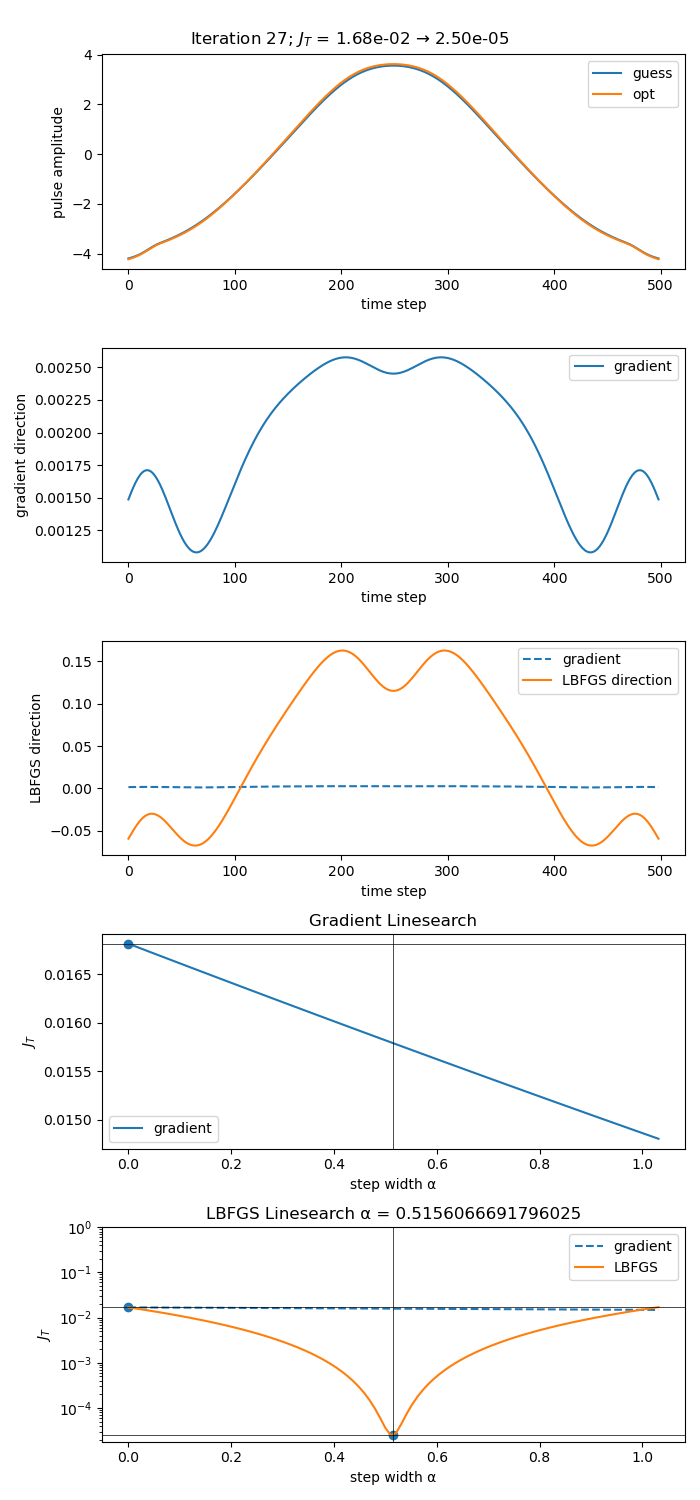 Iteration 27; J_T = 1.68e-02 → 2.50e-05
4
2
0
−2
−4
pulse amplitude
guess
opt
0 100 200 300 400 500
time step
0.00250
0.00225
0.00200
0.00175
0.00150
0.00125
gradient direction
gradient
0 100 200 300 400 500
time step
0.15
0.10
0.05
0.00
−0.05
LBFGS direction
gradient
LBFGS direction
0 100 200 300 400 500
time step
Gradient Linesearch
0.0165
0.0160
0.0155
0.0150
J_T
gradient
0.0 0.2 0.4 0.6 0.8 1.0
step width α
LBFGS Linesearch α = 0.5156066691796025
10⁰
10⁻¹
10⁻²
10⁻³
10⁻⁴
J_T
gradient
LBFGS
0.0 0.2 0.4 0.6 0.8 1.0
step width α